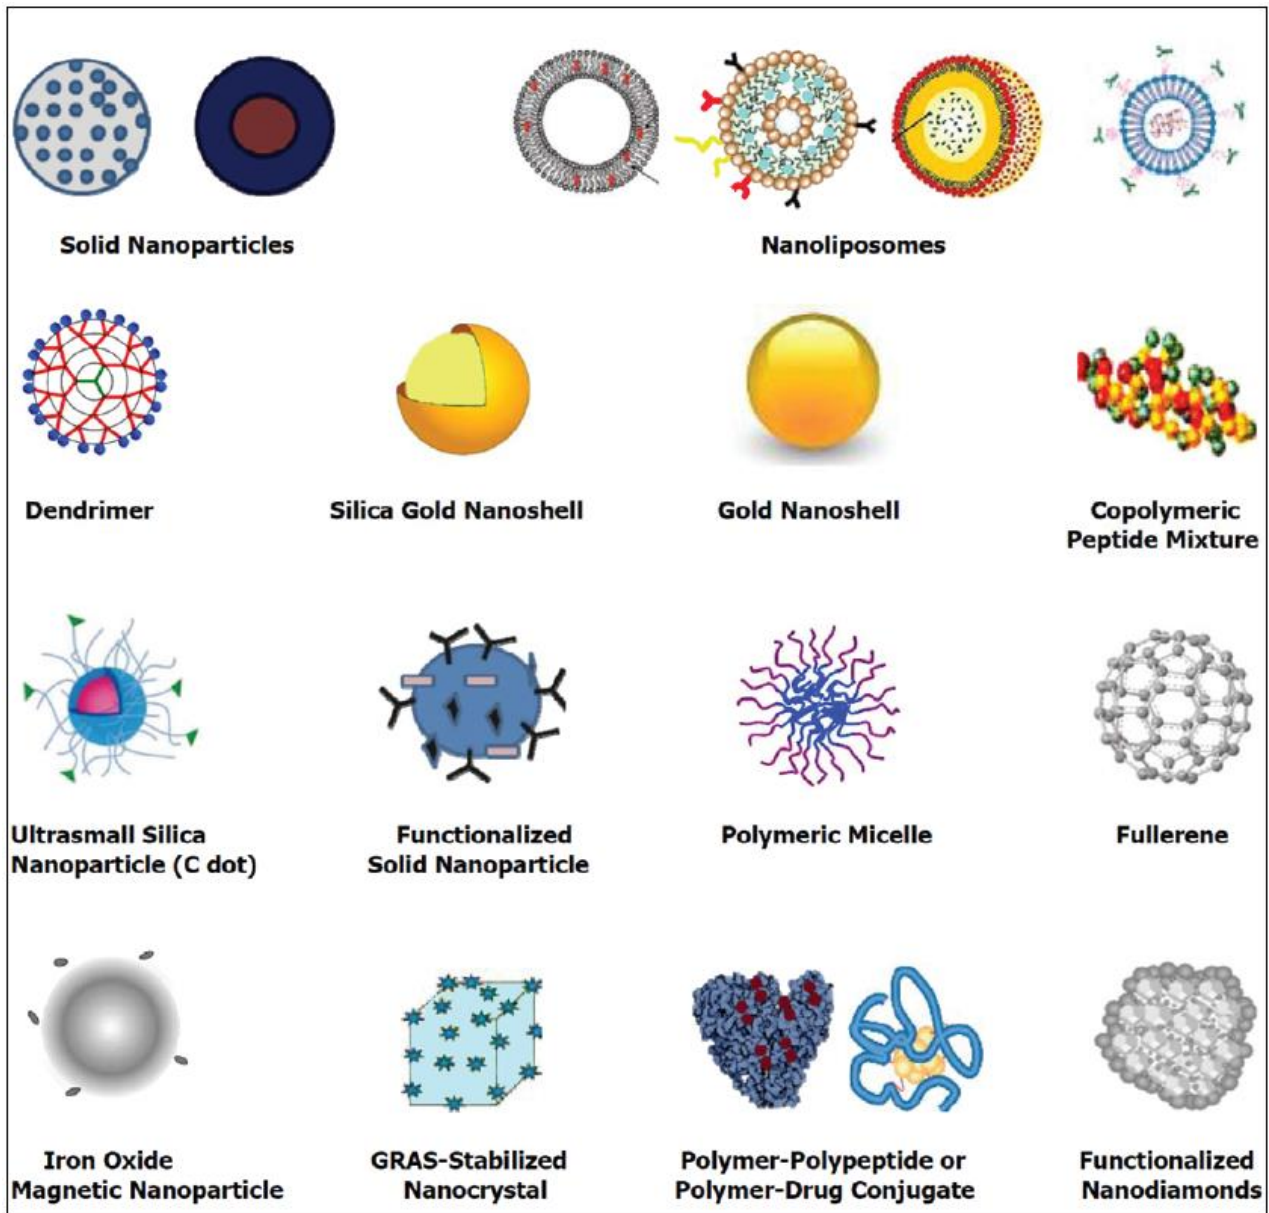 Solid Nanoparticles
Nanoliposomes
Dendrimer
Silica Gold Nanoshell
Gold Nanoshell
Copolymeric
Peptide Mixture
Ultrasmall Silica
Nanoparticle (C dot)
Functionalized
Solid Nanoparticle
Polymeric Micelle
Fullerene
Iron Oxide
Magnetic Nanoparticle
GRAS-Stabilized
Nanocrystal
Polymer-Polypeptide or
Polymer-Drug Conjugate
Functionalized
Nanodiamonds